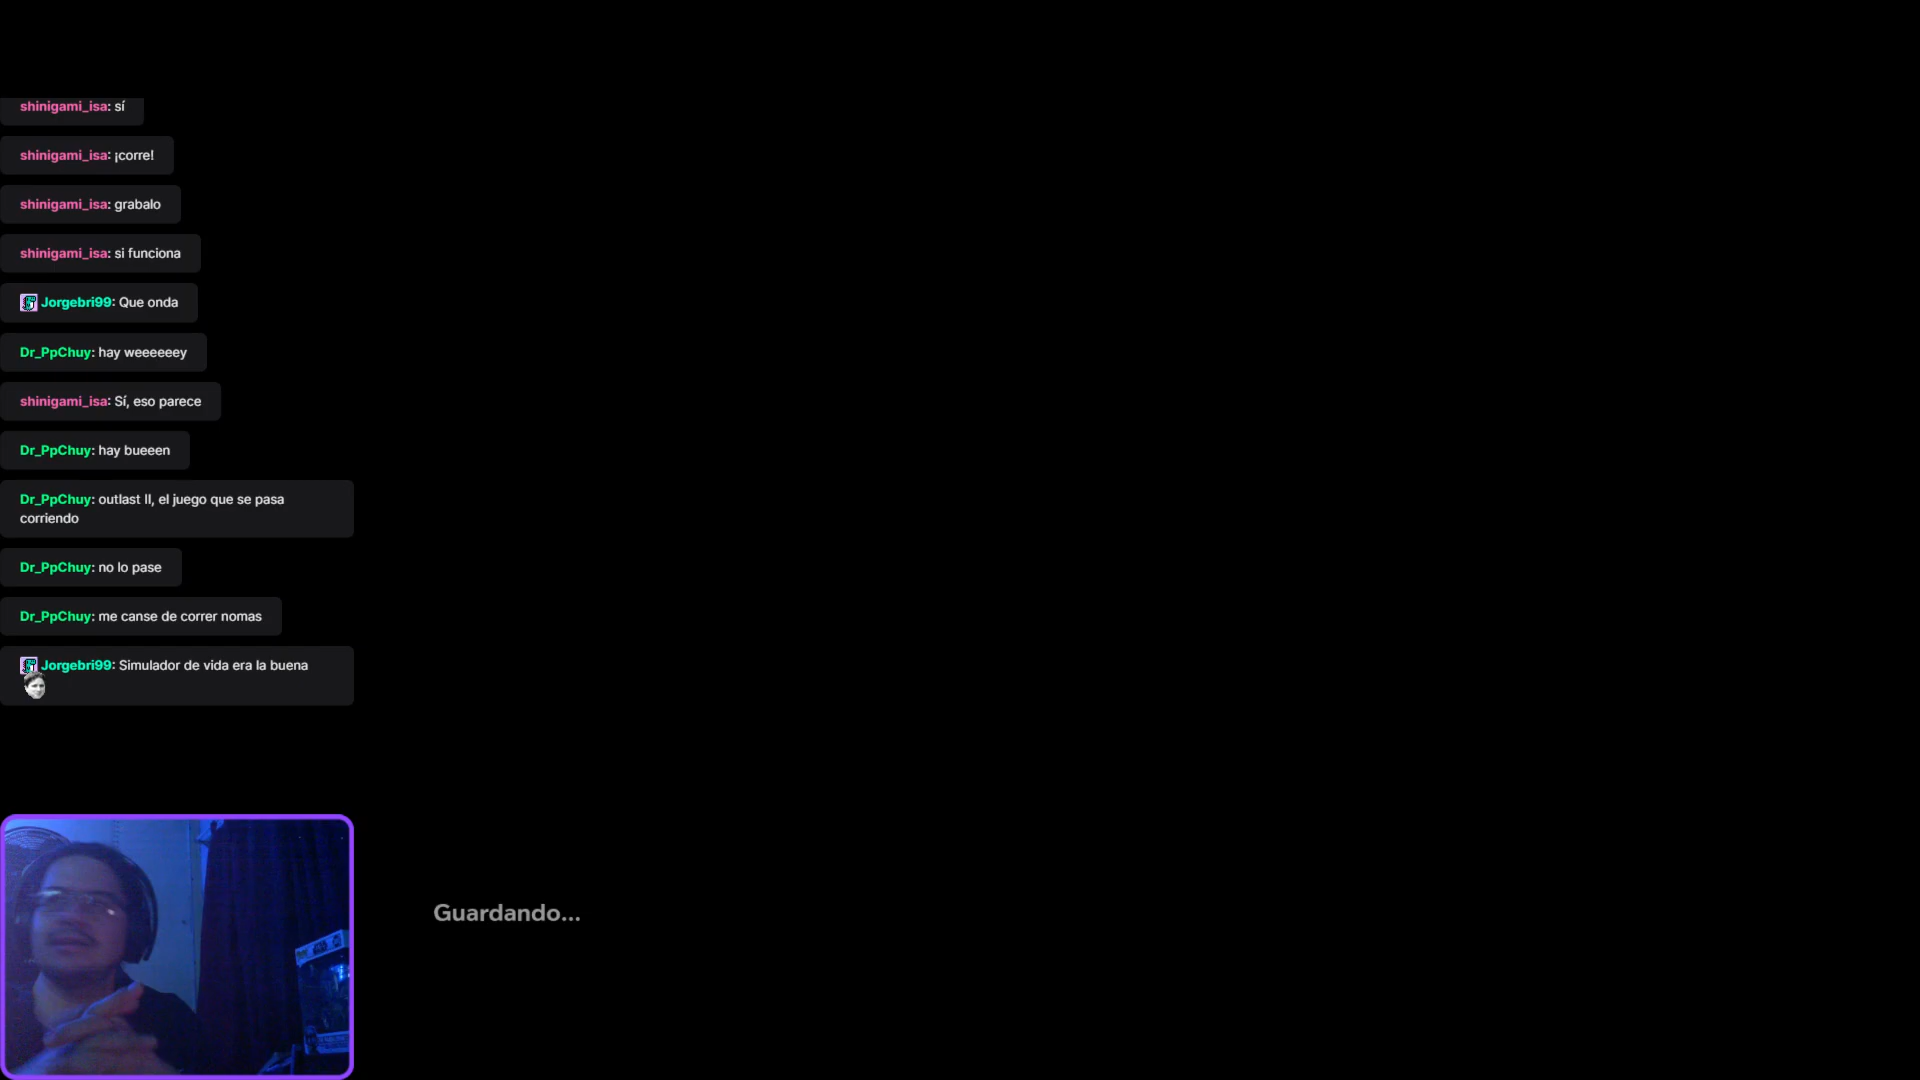 shinigami_isa: sí
shinigami_isa: ¡corre!
shinigami_isa: grabalo
shinigami_isa: si funciona
Jorgebri99: Que onda
Dr_PpChuy: hay weeeeeey
shinigami_isa: Sí, eso parece
Dr_PpChuy: hay bueeen
Dr_PpChuy: outlast II, el juego que se pasa
corriendo
Dr_PpChuy: no lo pase
Dr_PpChuy: me canse de correr nomas
Jorgebri99: Simulador de vida era la buena
Guardando...